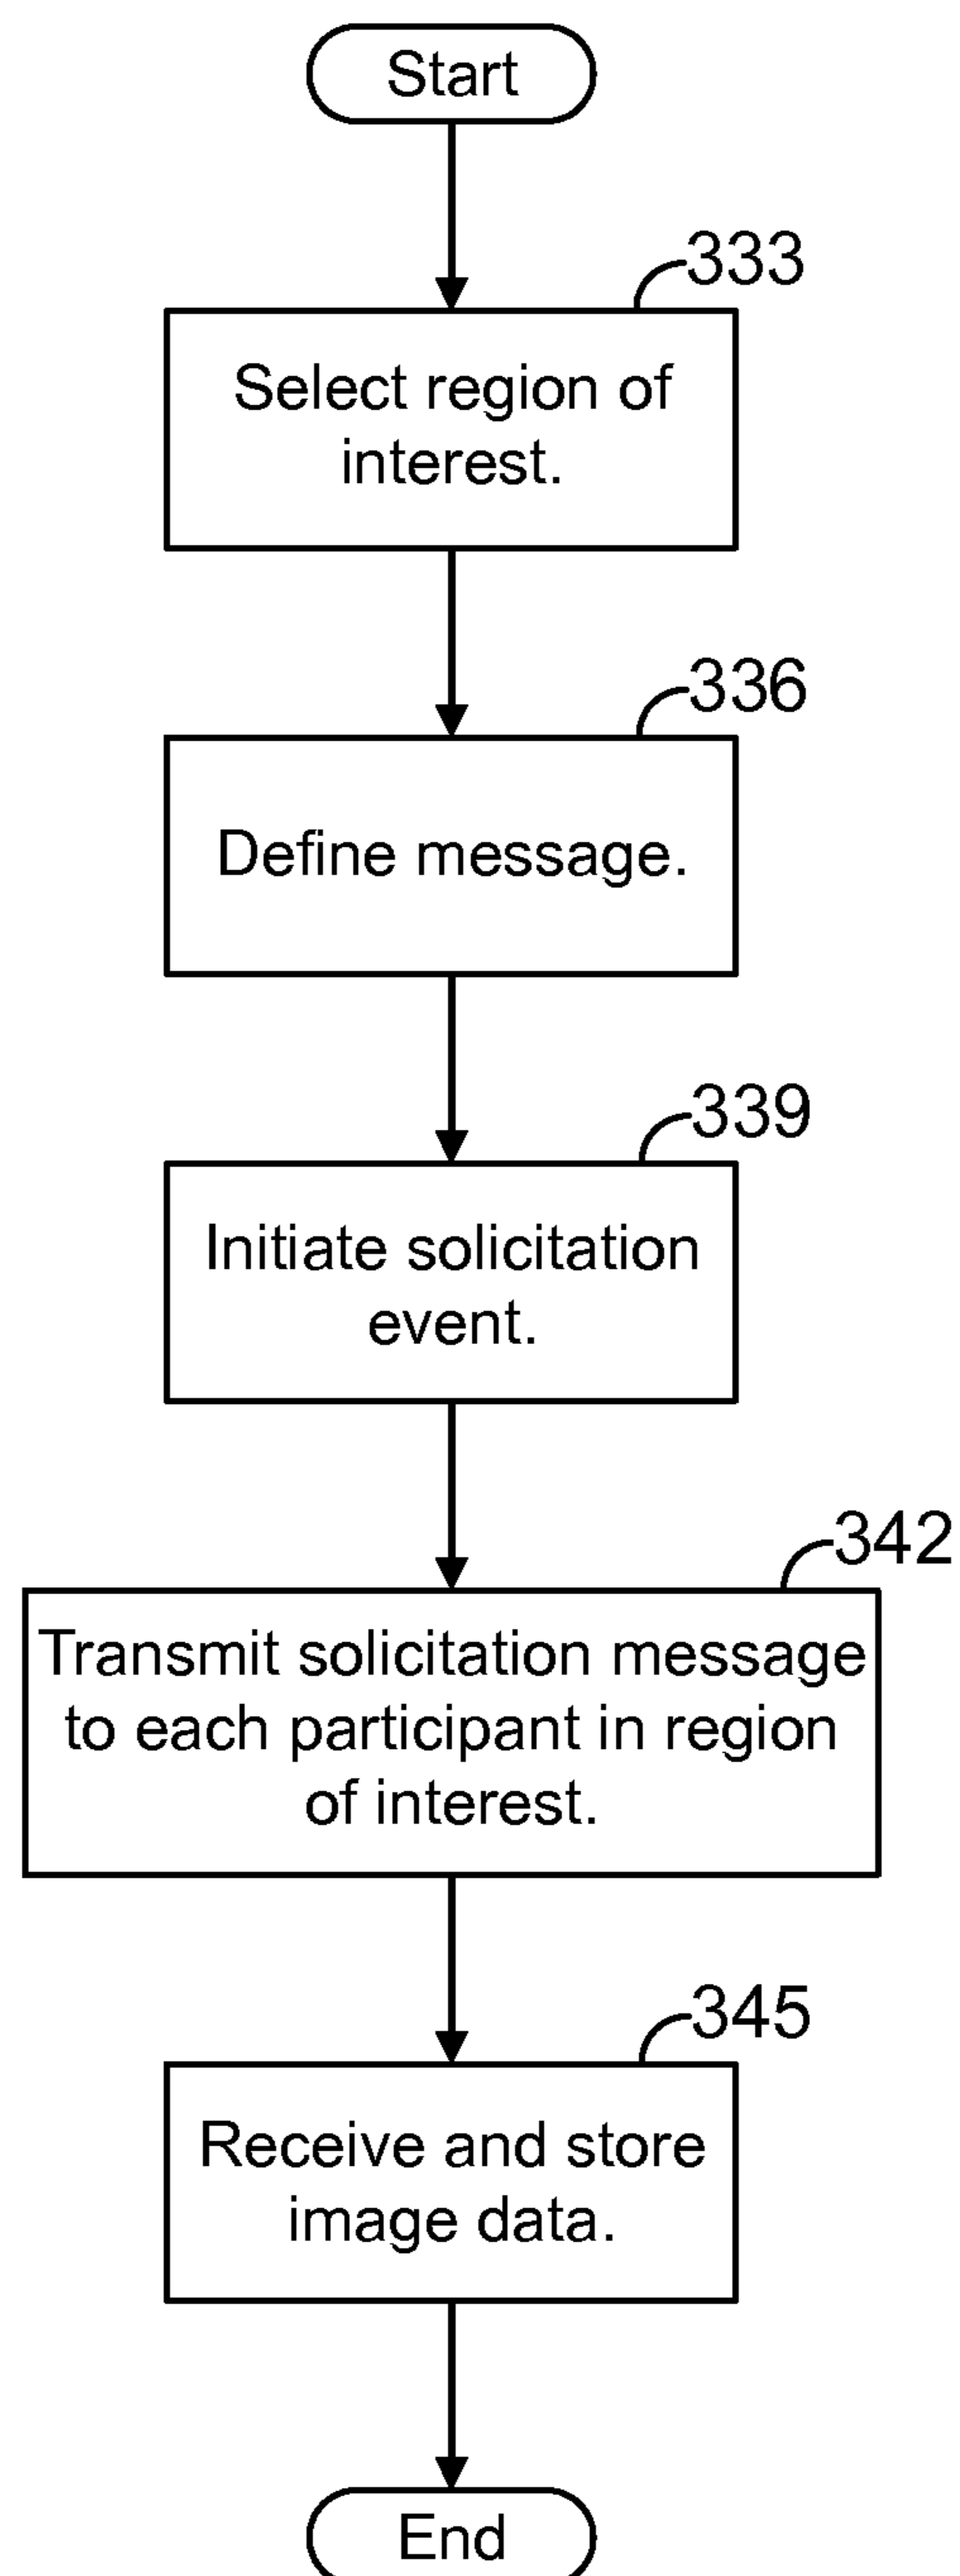 Start
333
Select region of
interest.
336
Define message.
339
Initiate solicitation
event.
342
Transmit solicitation message
to each participant in region
of interest.
345
Receive and store
image data.
End